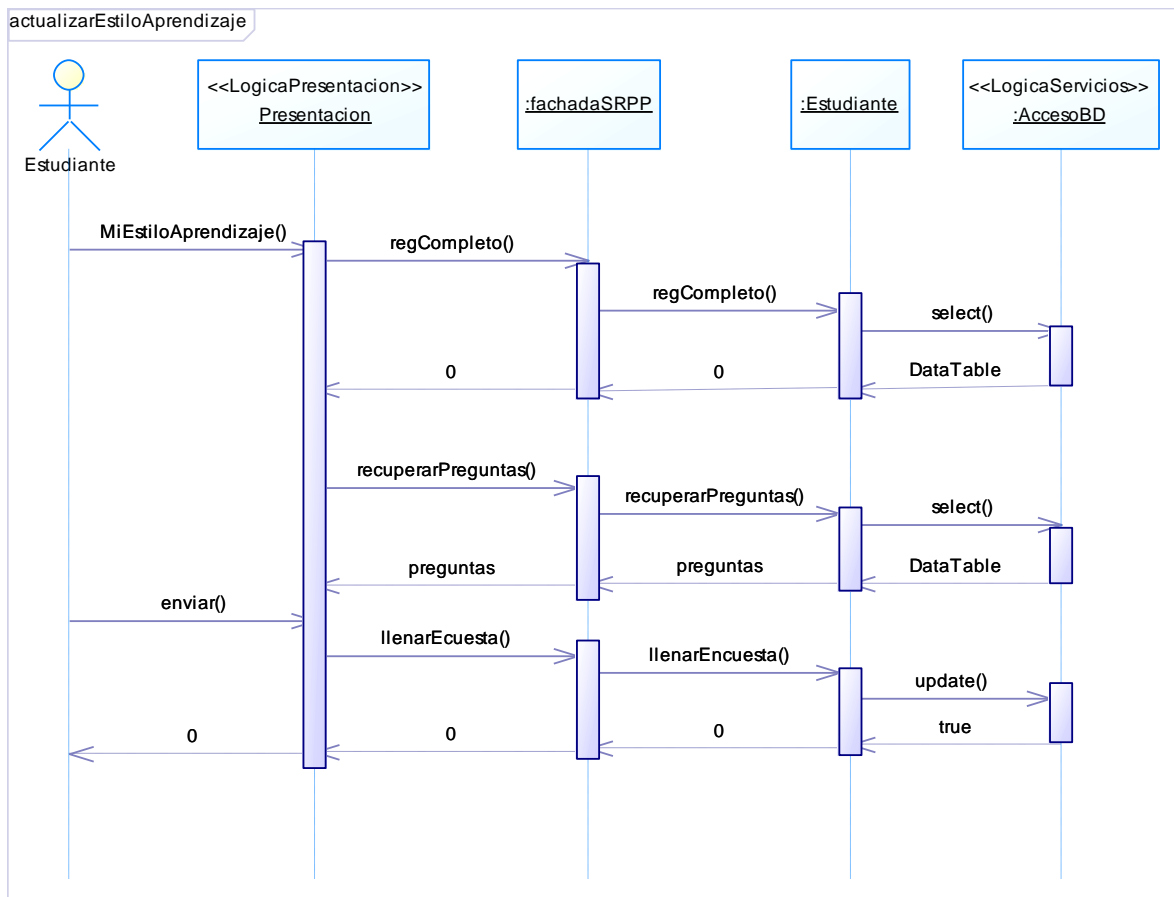 actualizarEstiloAprendizaje
<<LogicaPresentacion>>
Presentacion
:fachadaSRPP
:Estudiante
<<LogicaServicios>>
:AccesoBD
Estudiante
MiEstiloAprendizaje()
regCompleto()
regCompleto()
select()
DataTable
0
0
recuperarPreguntas()
recuperarPreguntas()
select()
DataTable
preguntas
preguntas
enviar()
llenarEcuesta()
llenarEncuesta()
update()
true
0
0
0